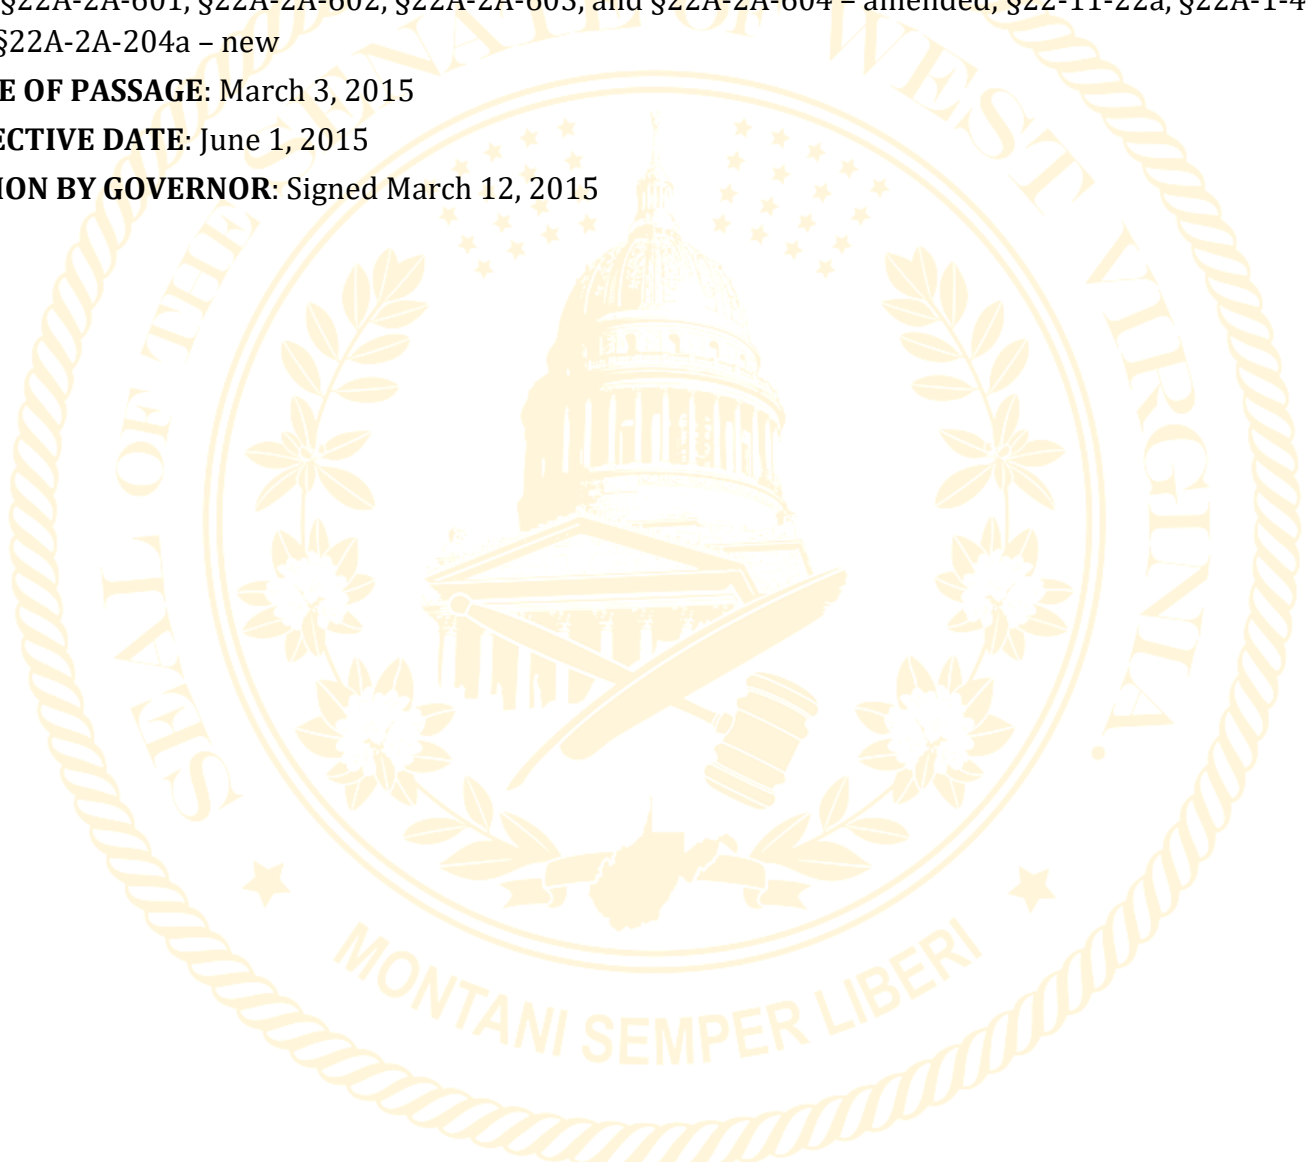 §22A-2A-601, §22A-2A-602, §22A-2A-603, and §22A-2A-604 – amended; §22-11-22a, §22A-1-4
§22A-2A-204a – new
E OF PASSAGE: March 3, 2015
ECTIVE DATE: June 1, 2015
ION BY GOVERNOR: Signed March 12, 2015
SEAL OF THE SENATE OF WEST VIRGINIA
MONTANI SEMPER LIBERI